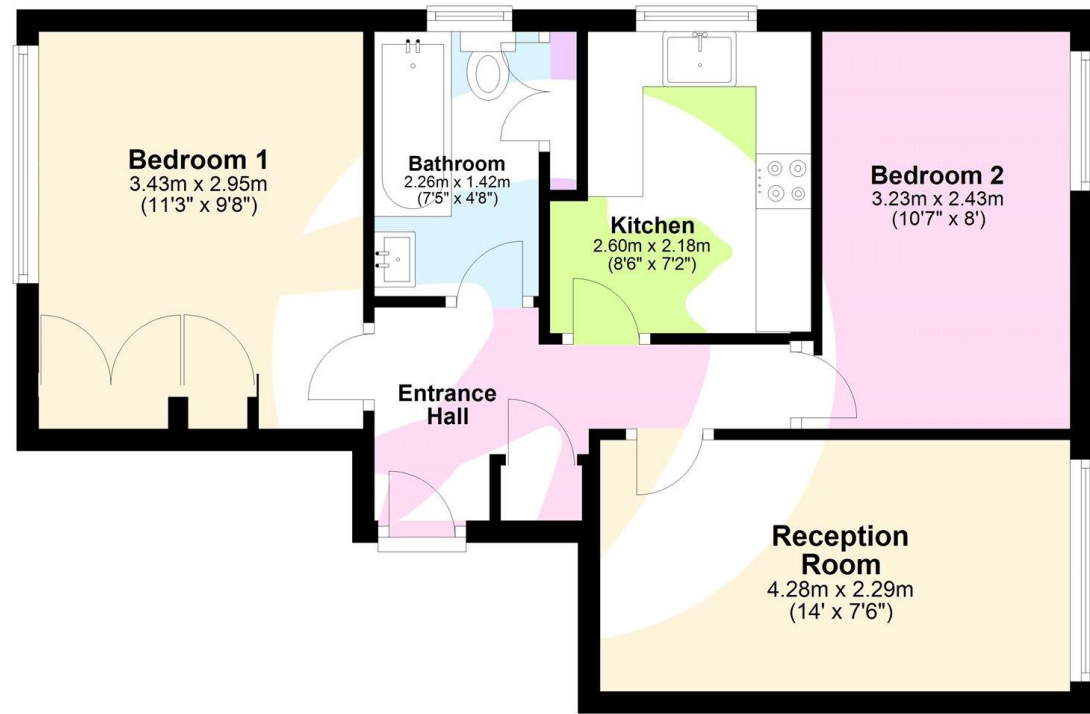 Bedroom 1
3.43m x 2.95m
(11'3" x 9'8")
Bathroom
2.26m x 1.42m
(7'5" x 4'8")
Kitchen
2.60m x 2.18m
(8'6" x 7'2")
Bedroom 2
3.23m x 2.43m
(10'7" x 8')
Entrance
Hall
Reception
Room
4.28m x 2.29m
(14' x 7'6")